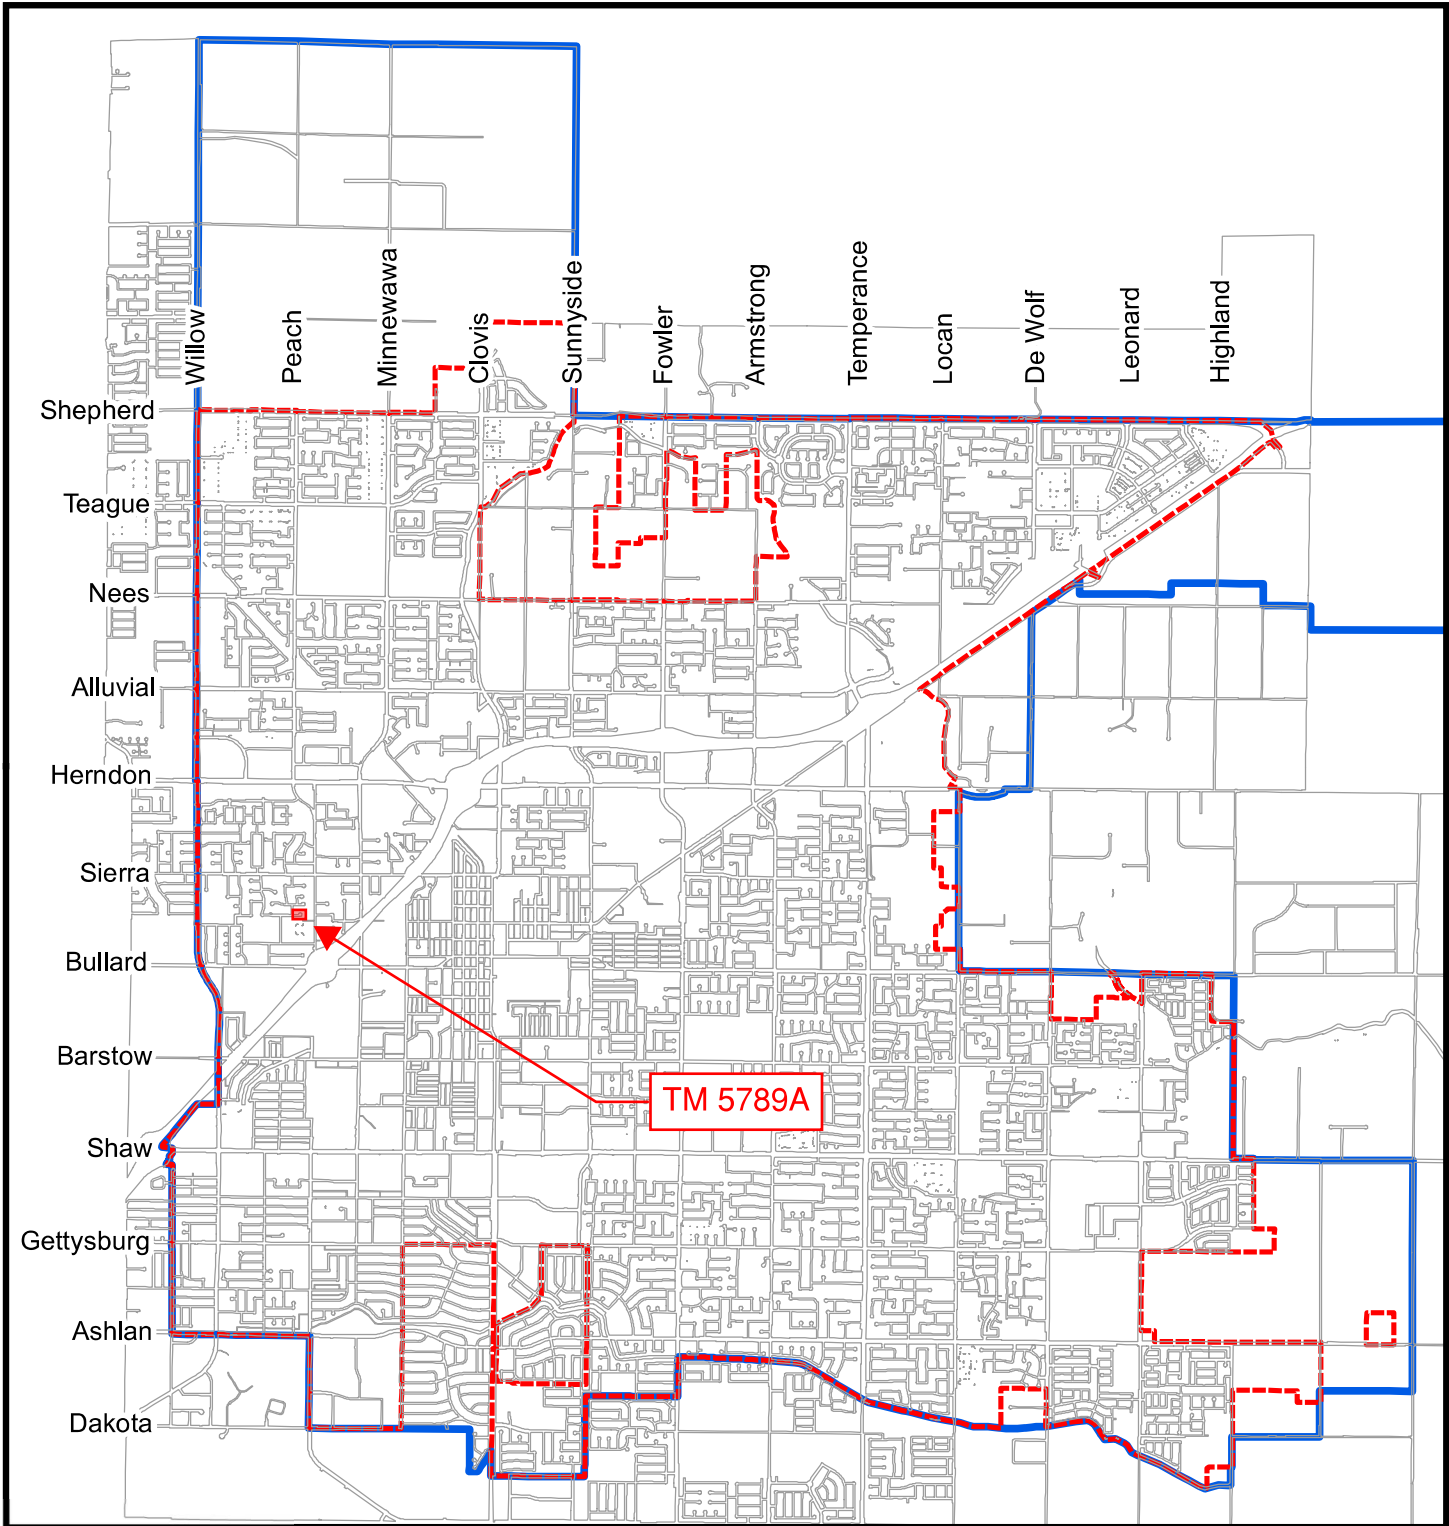 Willow
Peach
Minnewawa
Clovis
Sunnyside
Fowler
Armstrong
Temperance
Locan
De Wolf
Leonard
Highland
Shepherd
Teague
Nees
Alluvial
Herndon
Sierra
Bullard
Barstow
TM 5789A
Shaw
Gettysburg
Ashlan
Dakota